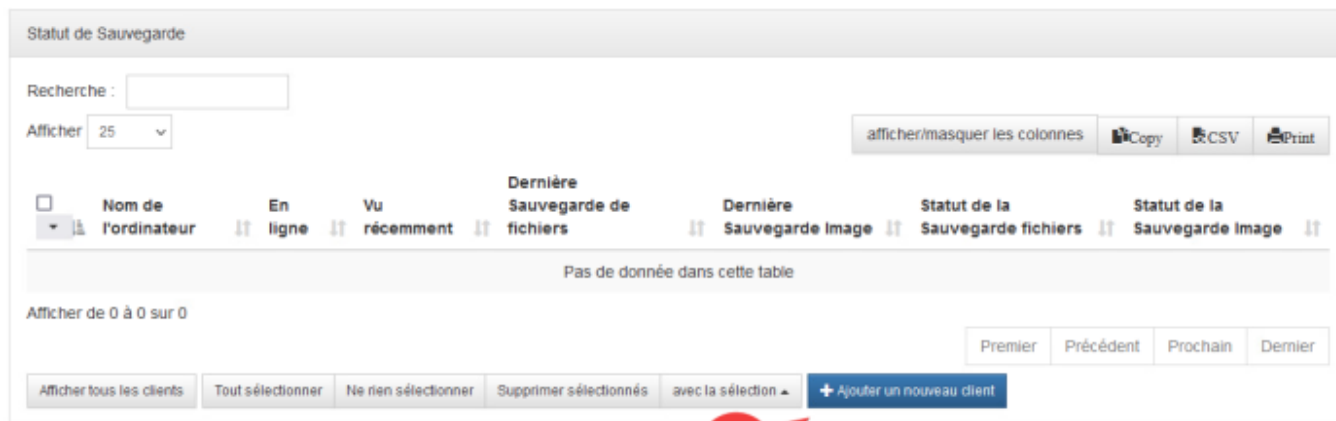 Statut de Sauvegarde
Recherche :
Afficher 25
afficher/masquer les colonnes Copy CSV Print
Nom de l'ordinateur
En ligne
Vu récemment
Dernière Sauvegarde de fichiers
Dernière Sauvegarde Image
Statut de la Sauvegarde fichiers
Statut de la Sauvegarde Image
Pas de donnée dans cette table
Afficher de 0 à 0 sur 0
Premier Précédent Prochain Dernier
Afficher tous les clients Tout sélectionner Ne rien sélectionner Supprimer sélectionnés avec la sélection + Ajouter un nouveau client